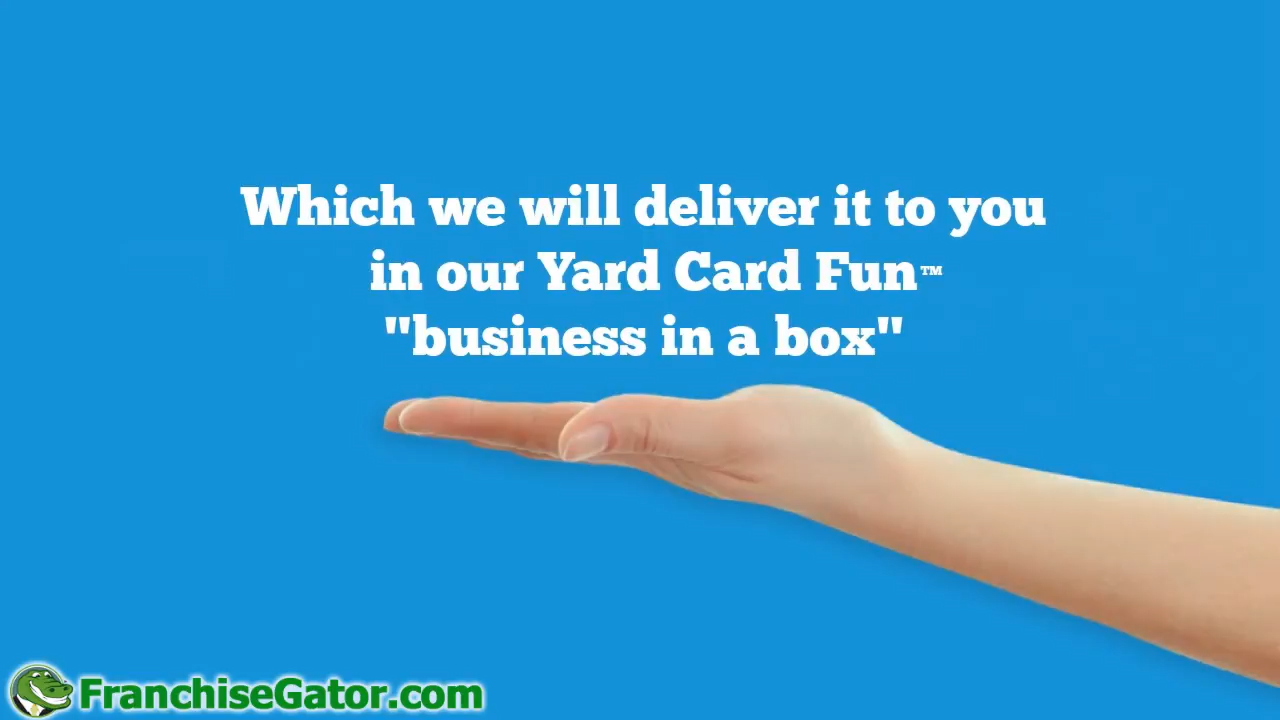 Which we will deliver it to you
in our Yard Card Fun™
"business in a box"
FranchiseGator.com